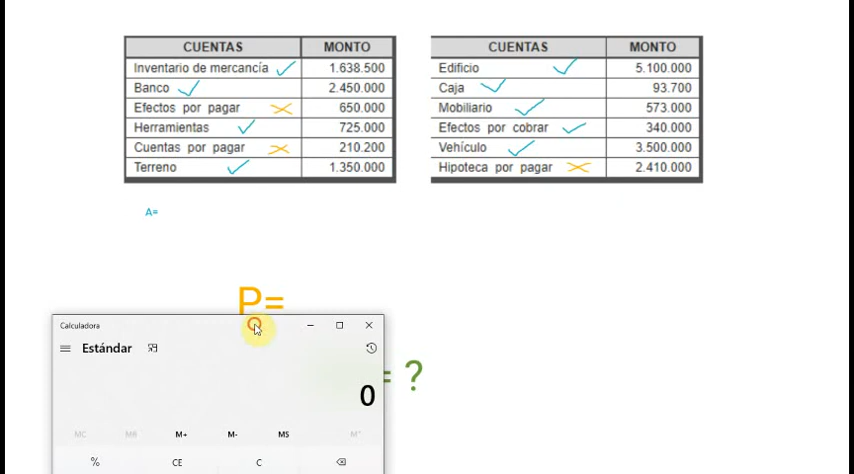 CUENTAS MONTO
Inventario de mercancía 1.638.500
Banco 2.450.000
Efectos por pagar 650.000
Herramientas 725.000
Cuentas por pagar 210.200
Terreno 1.350.000
CUENTAS MONTO
Edificio 5.100.000
Caja 93.700
Mobiliario 573.000
Efectos por cobrar 340.000
Vehículo 3.500.000
Hipoteca por pagar 2.410.000
A=
P=
= ?
Calculadora
Estándar
0
MC MR M+ M- MS M˅
% CE C